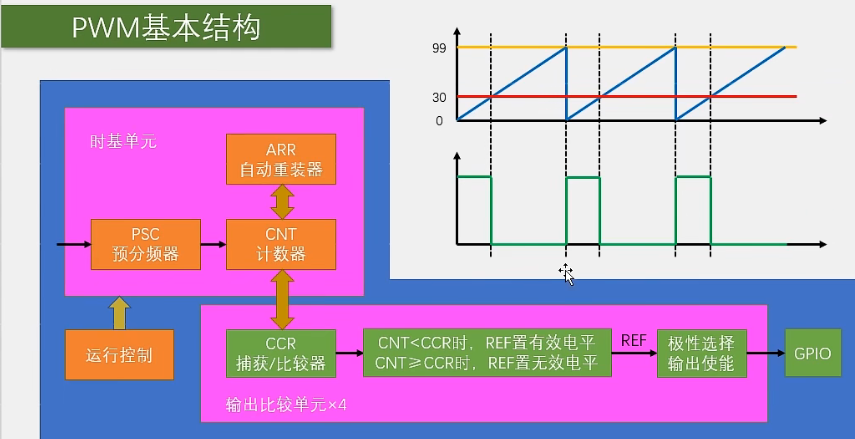 PWM基本结构
99
30
0
时基单元
ARR
自动重装器
PSC
预分频器
CNT
计数器
运行控制
CCR
捕获/比较器
CNT<CCR时，REF置有效电平
CNT≥CCR时，REF置无效电平
REF
极性选择
输出使能
GPIO
输出比较单元×4